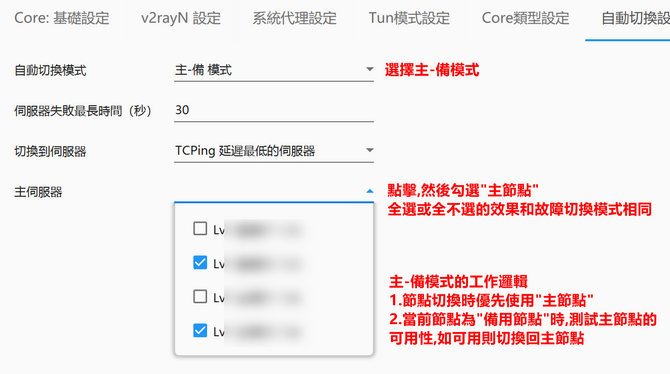 Core: 基礎設定 v2rayN 設定 系統代理設定 Tun模式設定 Core類型設定 自動切換設
自動切換模式 主-備 模式 選擇主-備模式
伺服器失敗最長時間（秒） 30
切換到伺服器 TCPing 延遲最低的伺服器
主伺服器 點擊,然後勾選"主節點"
全選或全不選的效果和故障切換模式相同
Lv
Lv
Lv
Lv
主-備模式的工作邏輯
1.節點切換時優先使用"主節點"
2.當前節點為"備用節點"時,測試主節點的
可用性,如可用則切換回主節點